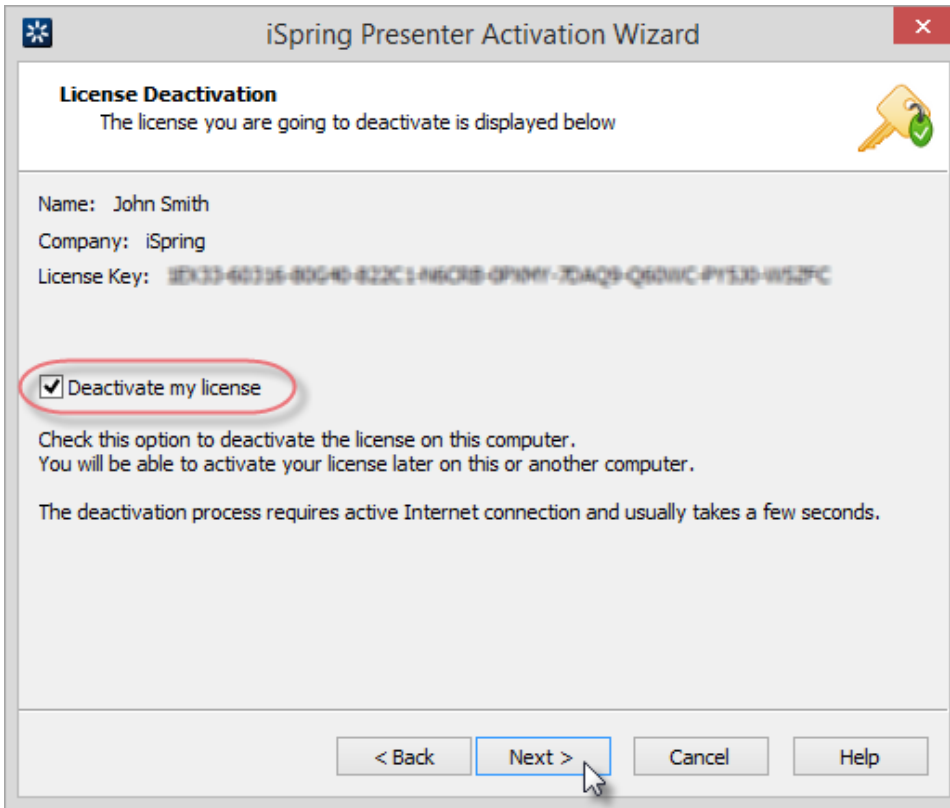 iSpring Presenter Activation Wizard
License Deactivation
The license you are going to deactivate is displayed below
Name: John Smith
Company: iSpring
License Key:
Deactivate my license
Check this option to deactivate the license on this computer.
You will be able to activate your license later on this or another computer.
The deactivation process requires active Internet connection and usually takes a few seconds.
< Back Next > Cancel Help